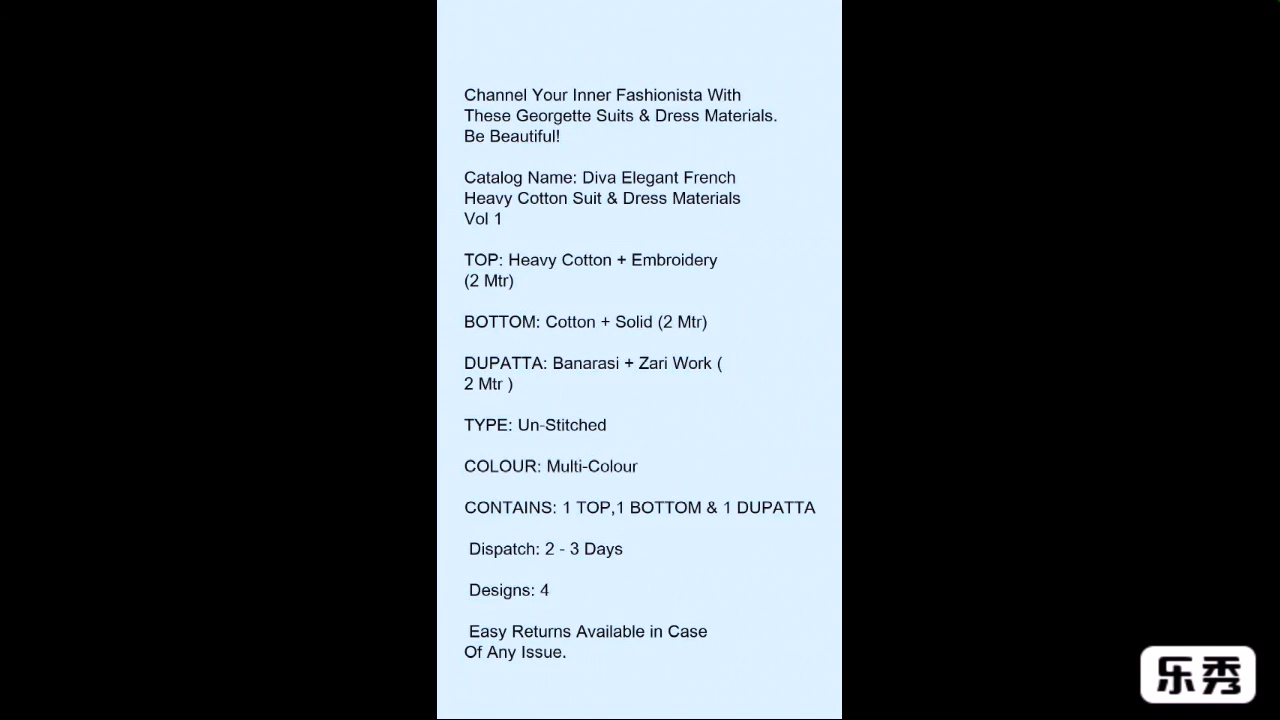 Channel Your Inner Fashionista With
These Georgette Suits & Dress Materials.
Be Beautiful!
Catalog Name: Diva Elegant French
Heavy Cotton Suit & Dress Materials
Vol 1
TOP: Heavy Cotton + Embroidery
(2 Mtr)
BOTTOM: Cotton + Solid (2 Mtr)
DUPATTA: Banarasi + Zari Work (
2 Mtr )
TYPE: Un-Stitched
COLOUR: Multi-Colour
CONTAINS: 1 TOP,1 BOTTOM & 1 DUPATTA
Dispatch: 2 - 3 Days
Designs: 4
Easy Returns Available in Case
Of Any Issue.
乐秀